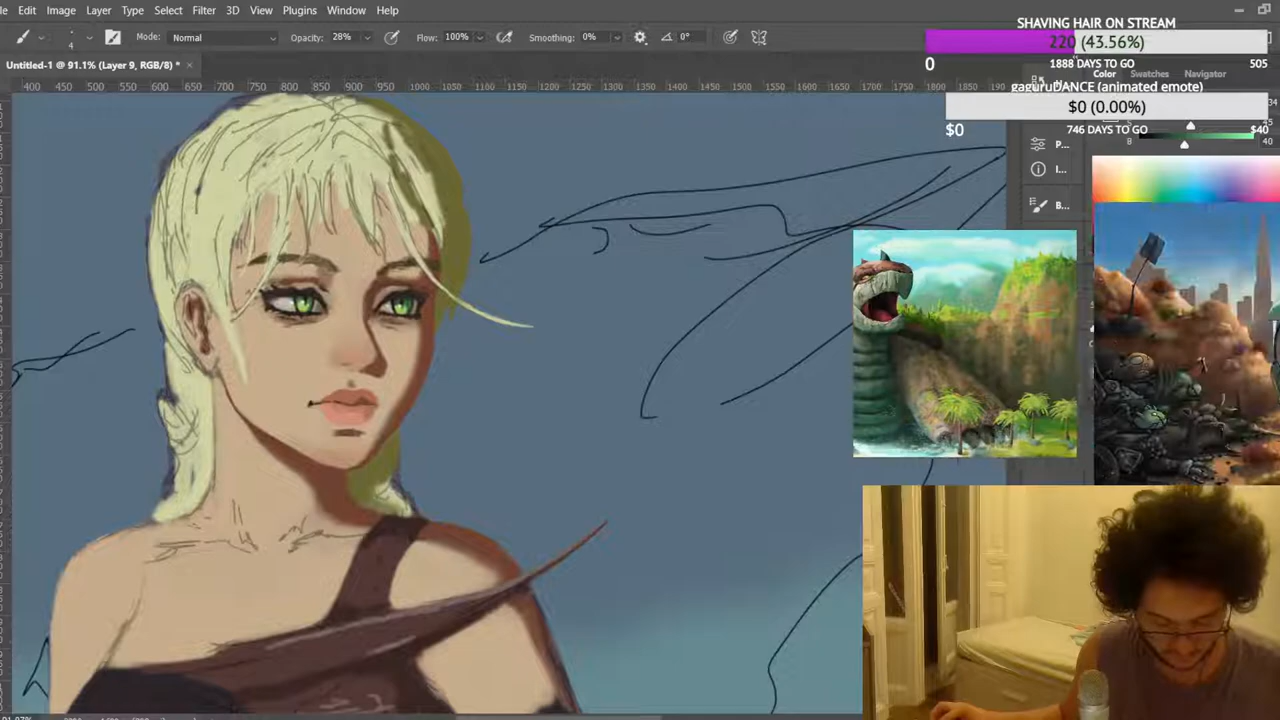 Edit Image Layer Type Select Filter 3D View Plugins Window Help
4 Mode: Normal Opacity: 28% Flow: 100% Smoothing: 0% 0°
Untitled-1 @ 91.1% (Layer 9, RGB/8) * ×
400 450 500 550 600 650 700 750 800 850 900 950 1000 1050 1100 1150 1200 1250 1300 1350 1400 1450 1500 1550 1600 1650 1700 1750 1800
SHAVING HAIR ON STREAM
220 (43.56%)
0 1888 DAYS TO GO 505
Color Swatches Navigator
gaguruDANCE (animated emote)
$0 (0.00%)
$0 746 DAYS TO GO $40
B 40
P...
I...
B...